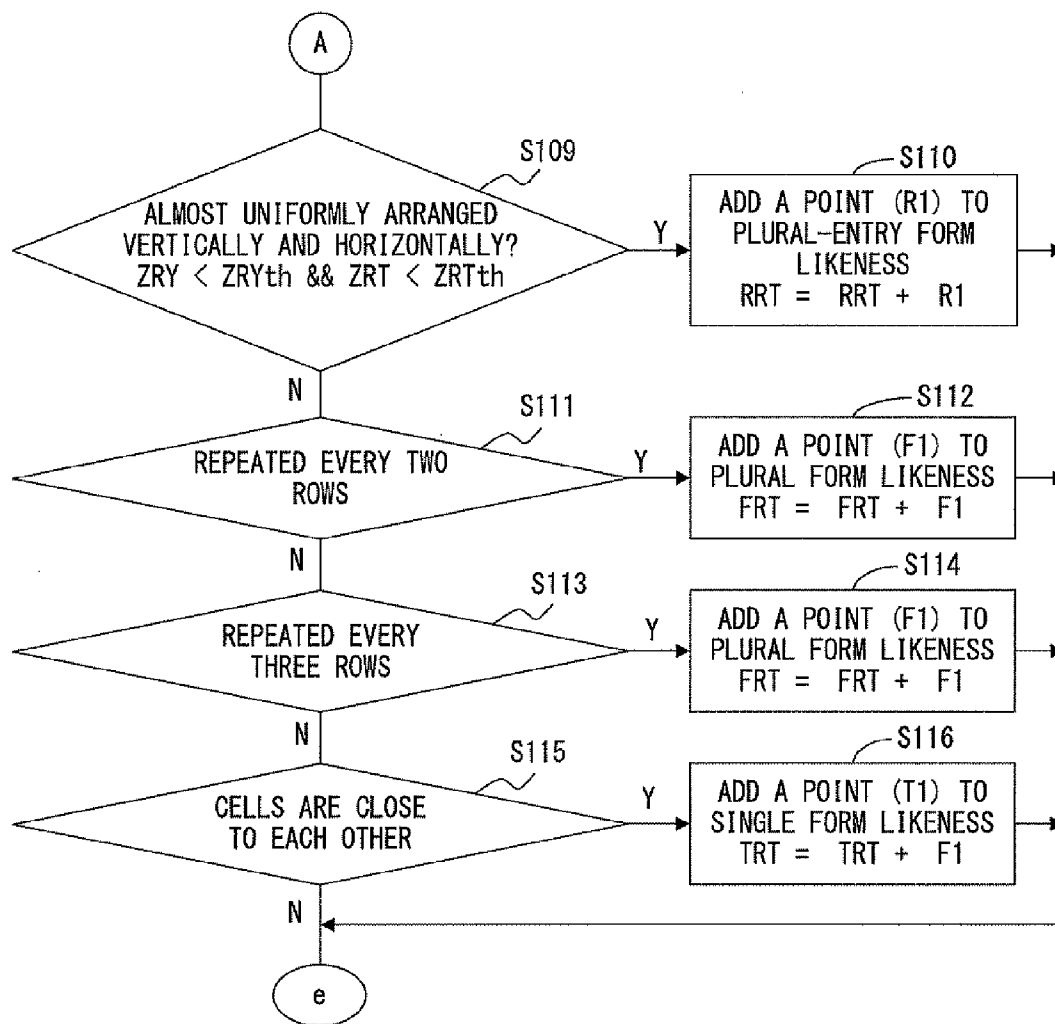 A
S109
ALMOST UNIFORMLY ARRANGED
VERTICALLY AND HORIZONTALLY?
ZRY < ZRYth && ZRT < ZRTth
Y
S110
ADD A POINT (R1) TO
PLURAL-ENTRY FORM
LIKENESS
RRT = RRT + R1
N
S111
REPEATED EVERY TWO
ROWS
Y
S112
ADD A POINT (F1) TO
PLURAL FORM LIKENESS
FRT = FRT + F1
N
S113
REPEATED EVERY
THREE ROWS
Y
S114
ADD A POINT (F1) TO
PLURAL FORM LIKENESS
FRT = FRT + F1
N
S115
CELLS ARE CLOSE
TO EACH OTHER
Y
S116
ADD A POINT (T1) TO
SINGLE FORM LIKENESS
TRT = TRT + F1
N
e